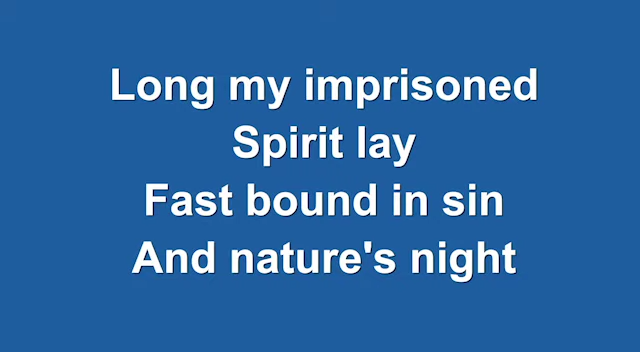 Long my imprisoned
Spirit lay
Fast bound in sin
And nature's night